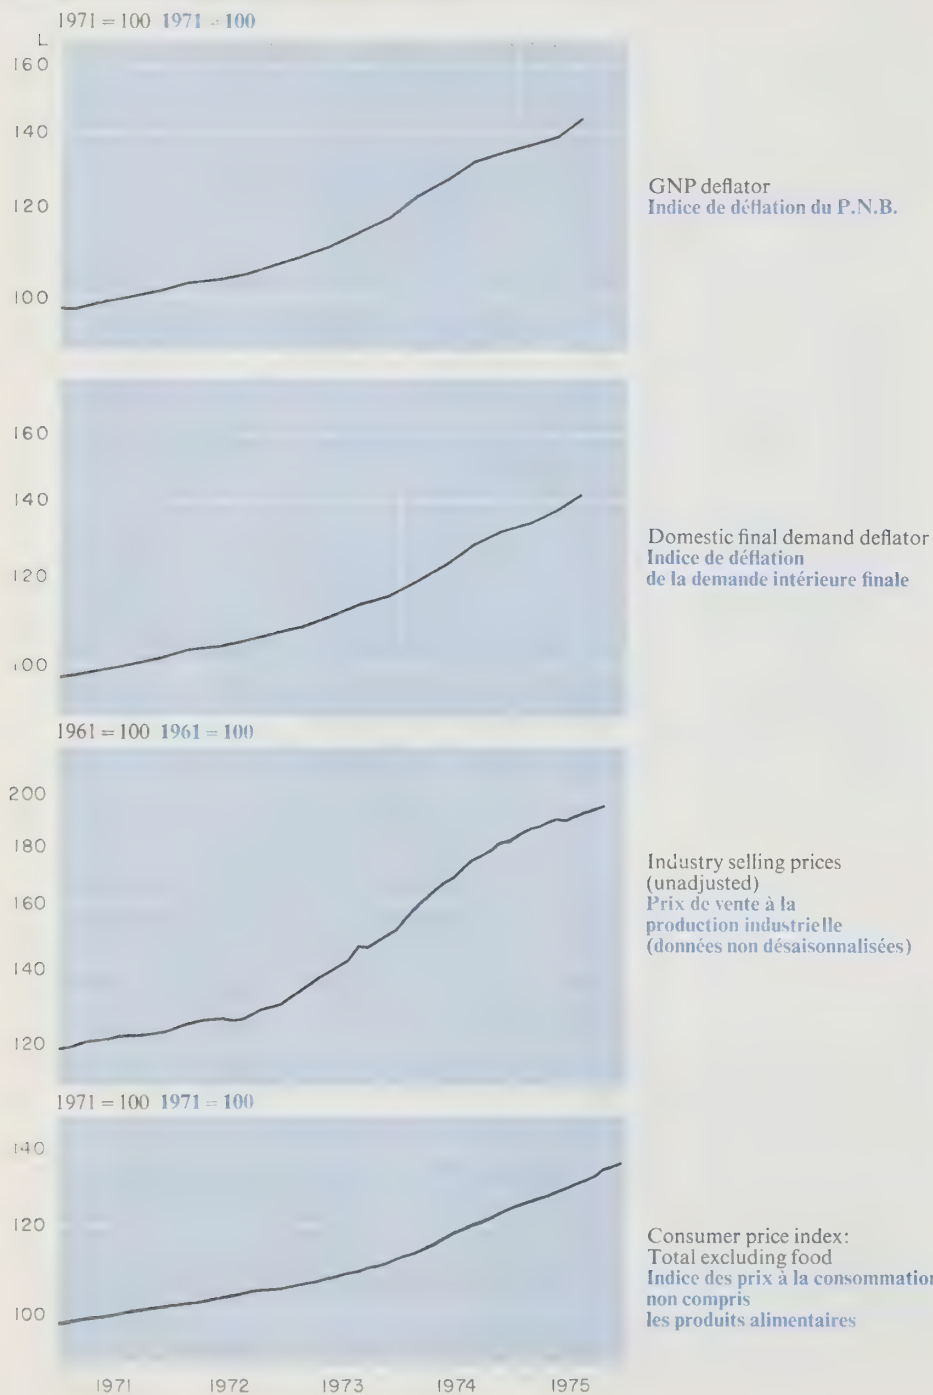 1971 = 100 1971 = 100
L
160
140
120
100
GNP deflator
Indice de déflation du P.N.B.
160
140
120
100
Domestic final demand deflator
Indice de déflation
de la demande intérieure finale
1961 = 100 1961 = 100
200
180
160
140
120
Industry selling prices
(unadjusted)
Prix de vente à la
production industrielle
(données non désaisonnalisées)
1971 = 100 1971 = 100
140
120
100
Consumer price index:
Total excluding food
Indice des prix à la consommation
non compris
les produits alimentaires
1971 1972 1973 1974 1975